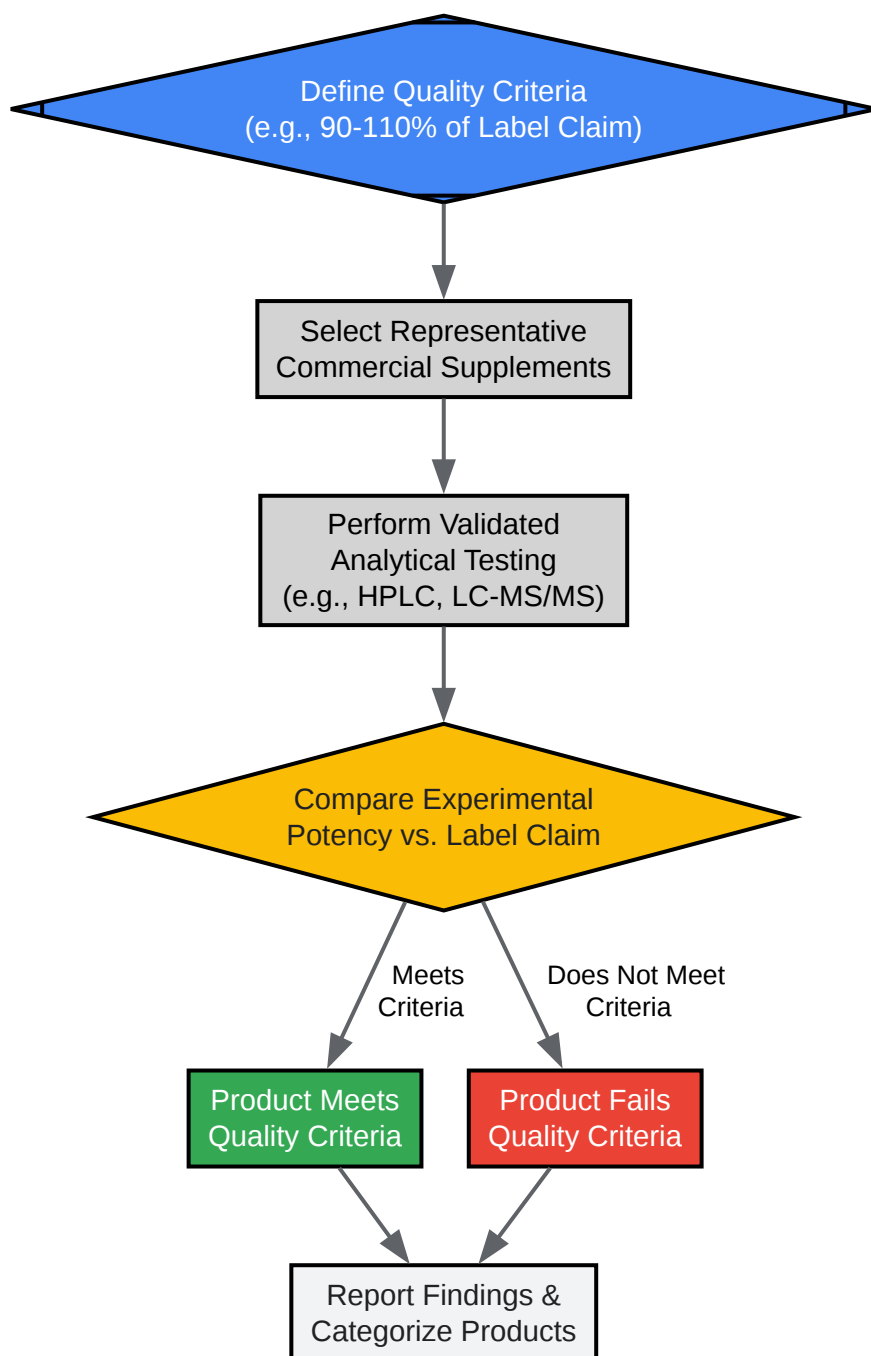 Define Quality Criteria
(e.g., 90-110% of Label Claim)
Select Representative
Commercial Supplements
Perform Validated
Analytical Testing
(e.g., HPLC, LC-MS/MS)
Compare Experimental
Potency vs. Label Claim
Meets
Criteria
Does Not Meet
Criteria
Product Meets
Quality Criteria
Product Fails
Quality Criteria
Report Findings &
Categorize Products